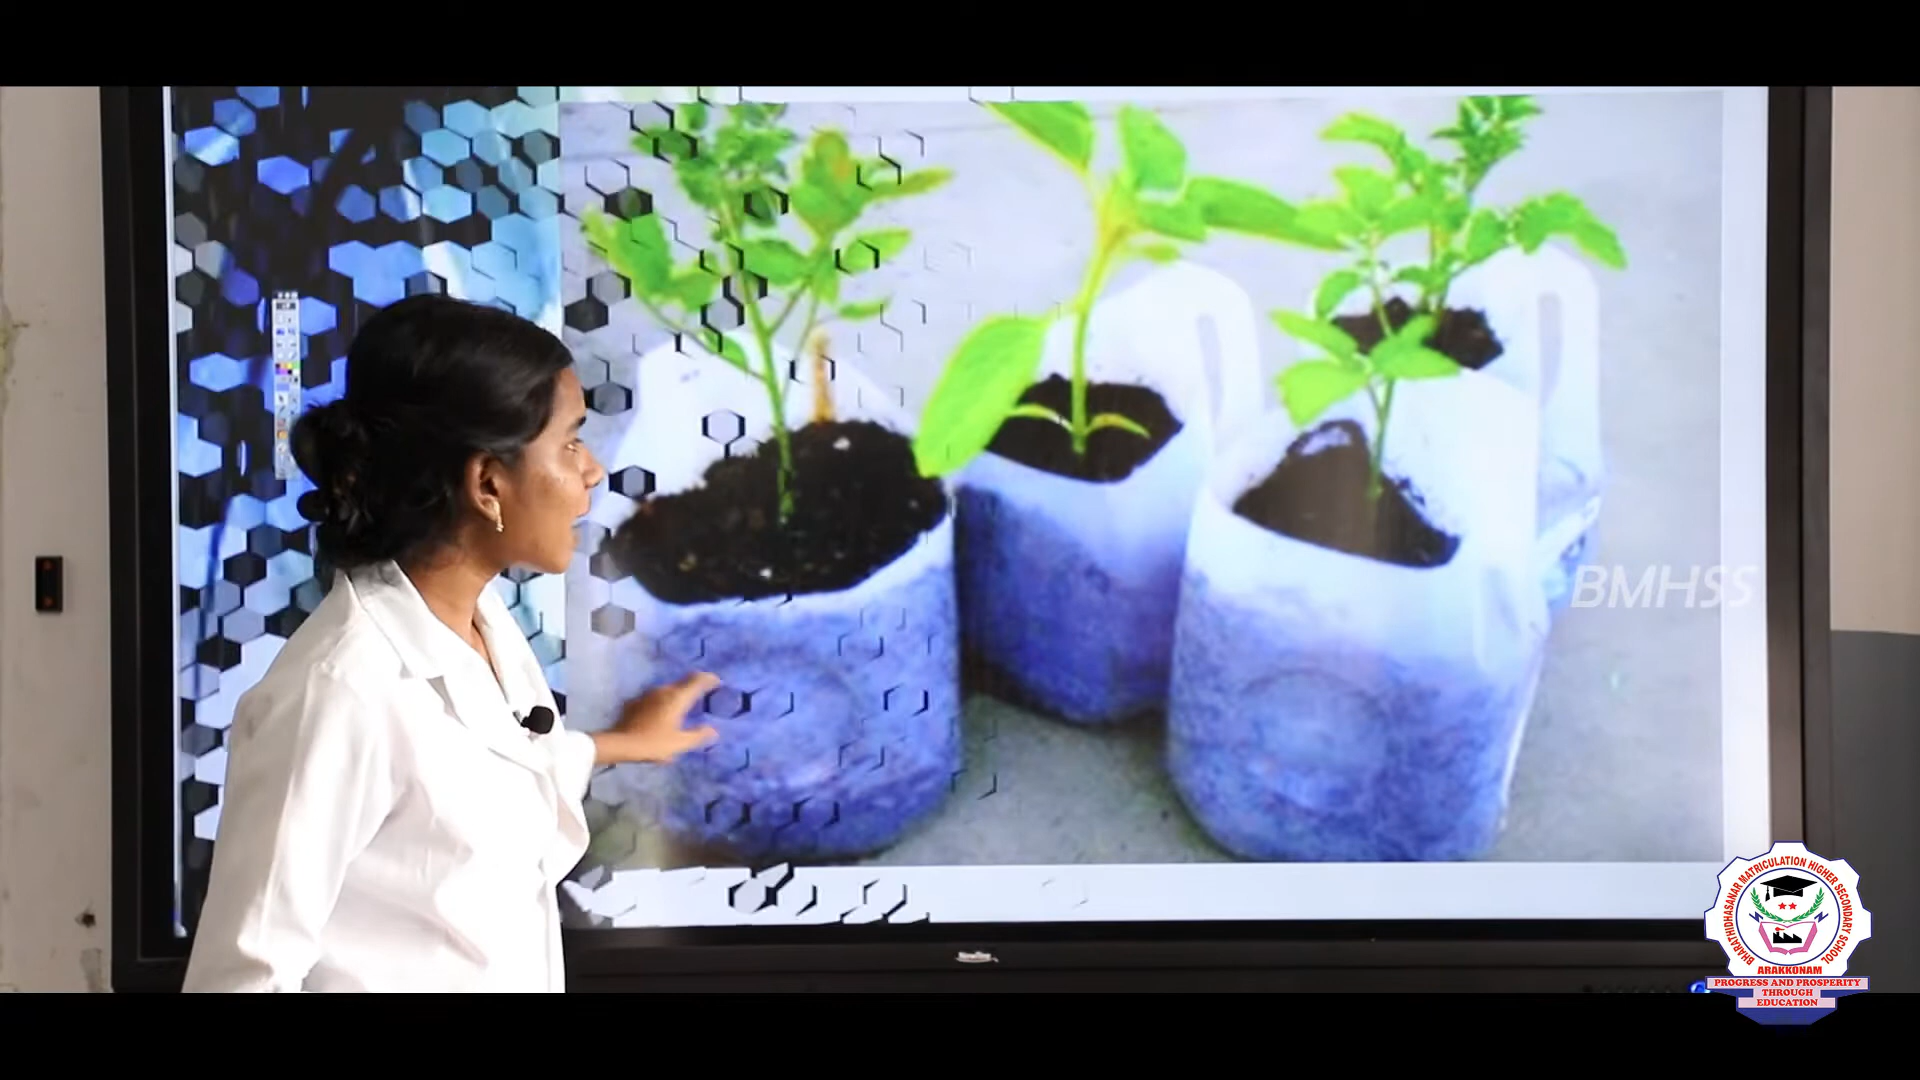 BMHSS
BHARATHIDHASANAR MATRICULATION HIGHER SECONDARY SCHOOL
ARAKKONAM
PROGRESS AND PROSPERITY
THROUGH
EDUCATION